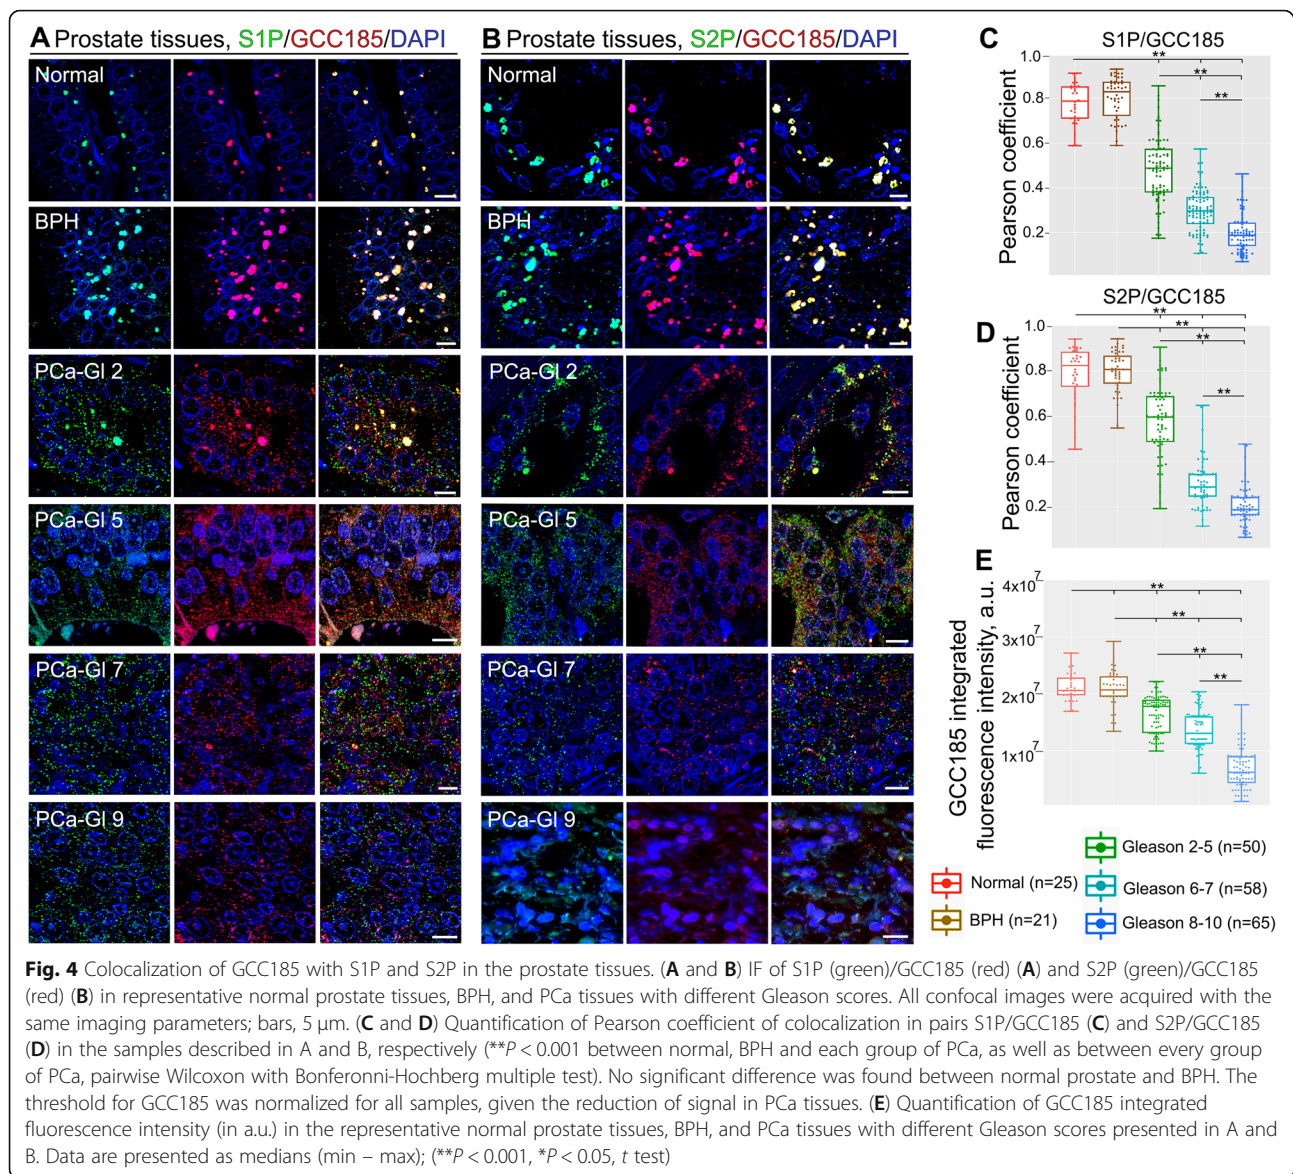 A Prostate tissues, S1P/GCC185/DAPI
Normal
BPH
PCa-Gl 2
PCa-Gl 5
PCa-Gl 7
PCa-Gl 9
B Prostate tissues, S2P/GCC185/DAPI
Normal
BPH
PCa-Gl 2
PCa-Gl 5
PCa-Gl 7
PCa-Gl 9
C
S1P/GCC185
Pearson coefficient
1.0
0.8
0.6
0.4
0.2
**
**
**
D
S2P/GCC185
Pearson coefficient
1.0
0.8
0.6
0.4
0.2
**
**
**
**
E
GCC185 integrated
fluorescence intensity, a.u.
4x10⁷
3x10⁷
2x10⁷
1x10⁷
**
**
**
**
Normal (n=25)
BPH (n=21)
Gleason 2-5 (n=50)
Gleason 6-7 (n=58)
Gleason 8-10 (n=65)
Fig. 4 Colocalization of GCC185 with S1P and S2P in the prostate tissues. (A and B) IF of S1P (green)/GCC185 (red) (A) and S2P (green)/GCC185
(red) (B) in representative normal prostate tissues, BPH, and PCa tissues with different Gleason scores. All confocal images were acquired with the
same imaging parameters; bars, 5 μm. (C and D) Quantification of Pearson coefficient of colocalization in pairs S1P/GCC185 (C) and S2P/GCC185
(D) in the samples described in A and B, respectively (**P < 0.001 between normal, BPH and each group of PCa, as well as between every group
of PCa, pairwise Wilcoxon with Bonferonni-Hochberg multiple test). No significant difference was found between normal prostate and BPH. The
threshold for GCC185 was normalized for all samples, given the reduction of signal in PCa tissues. (E) Quantification of GCC185 integrated
fluorescence intensity (in a.u.) in the representative normal prostate tissues, BPH, and PCa tissues with different Gleason scores presented in A and
B. Data are presented as medians (min – max); (**P < 0.001, *P < 0.05, t test)